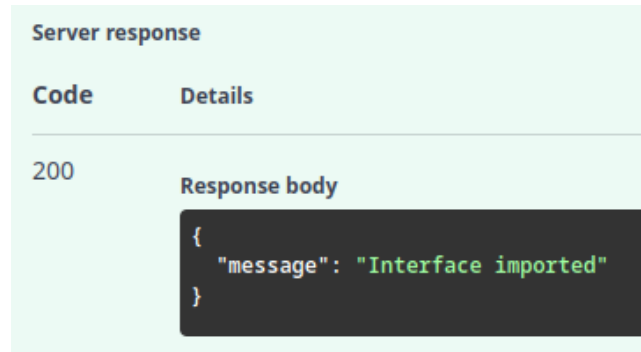 Server response
Code Details
200
Response body
{
"message": "Interface imported"
}